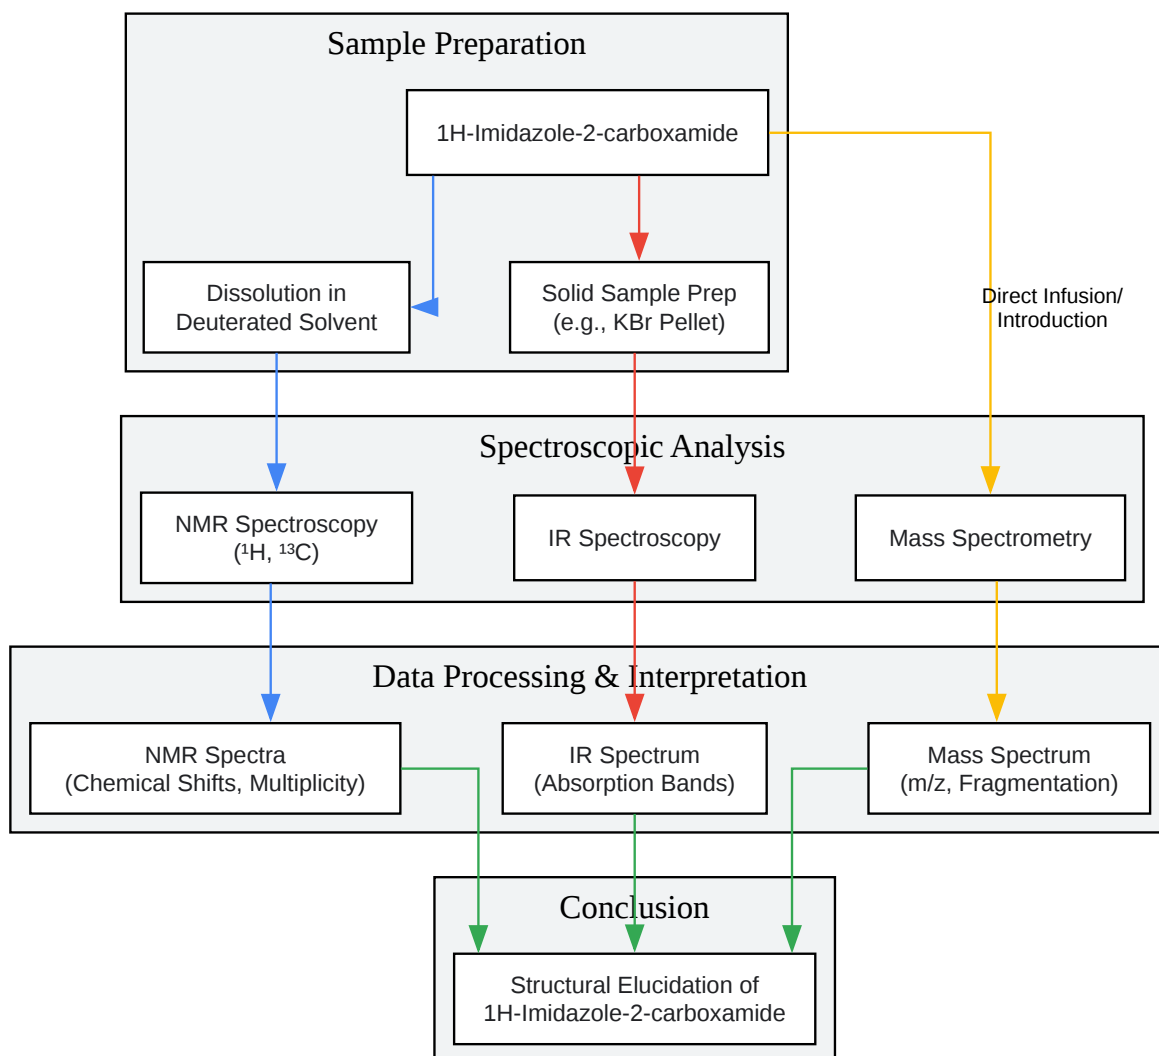 Sample Preparation
1H-Imidazole-2-carboxamide
Dissolution in
Deuterated Solvent
Solid Sample Prep
(e.g., KBr Pellet)
Direct Infusion/
Introduction
Spectroscopic Analysis
NMR Spectroscopy
(¹H, ¹³C)
IR Spectroscopy
Mass Spectrometry
Data Processing & Interpretation
NMR Spectra
(Chemical Shifts, Multiplicity)
IR Spectrum
(Absorption Bands)
Mass Spectrum
(m/z, Fragmentation)
Conclusion
Structural Elucidation of
1H-Imidazole-2-carboxamide